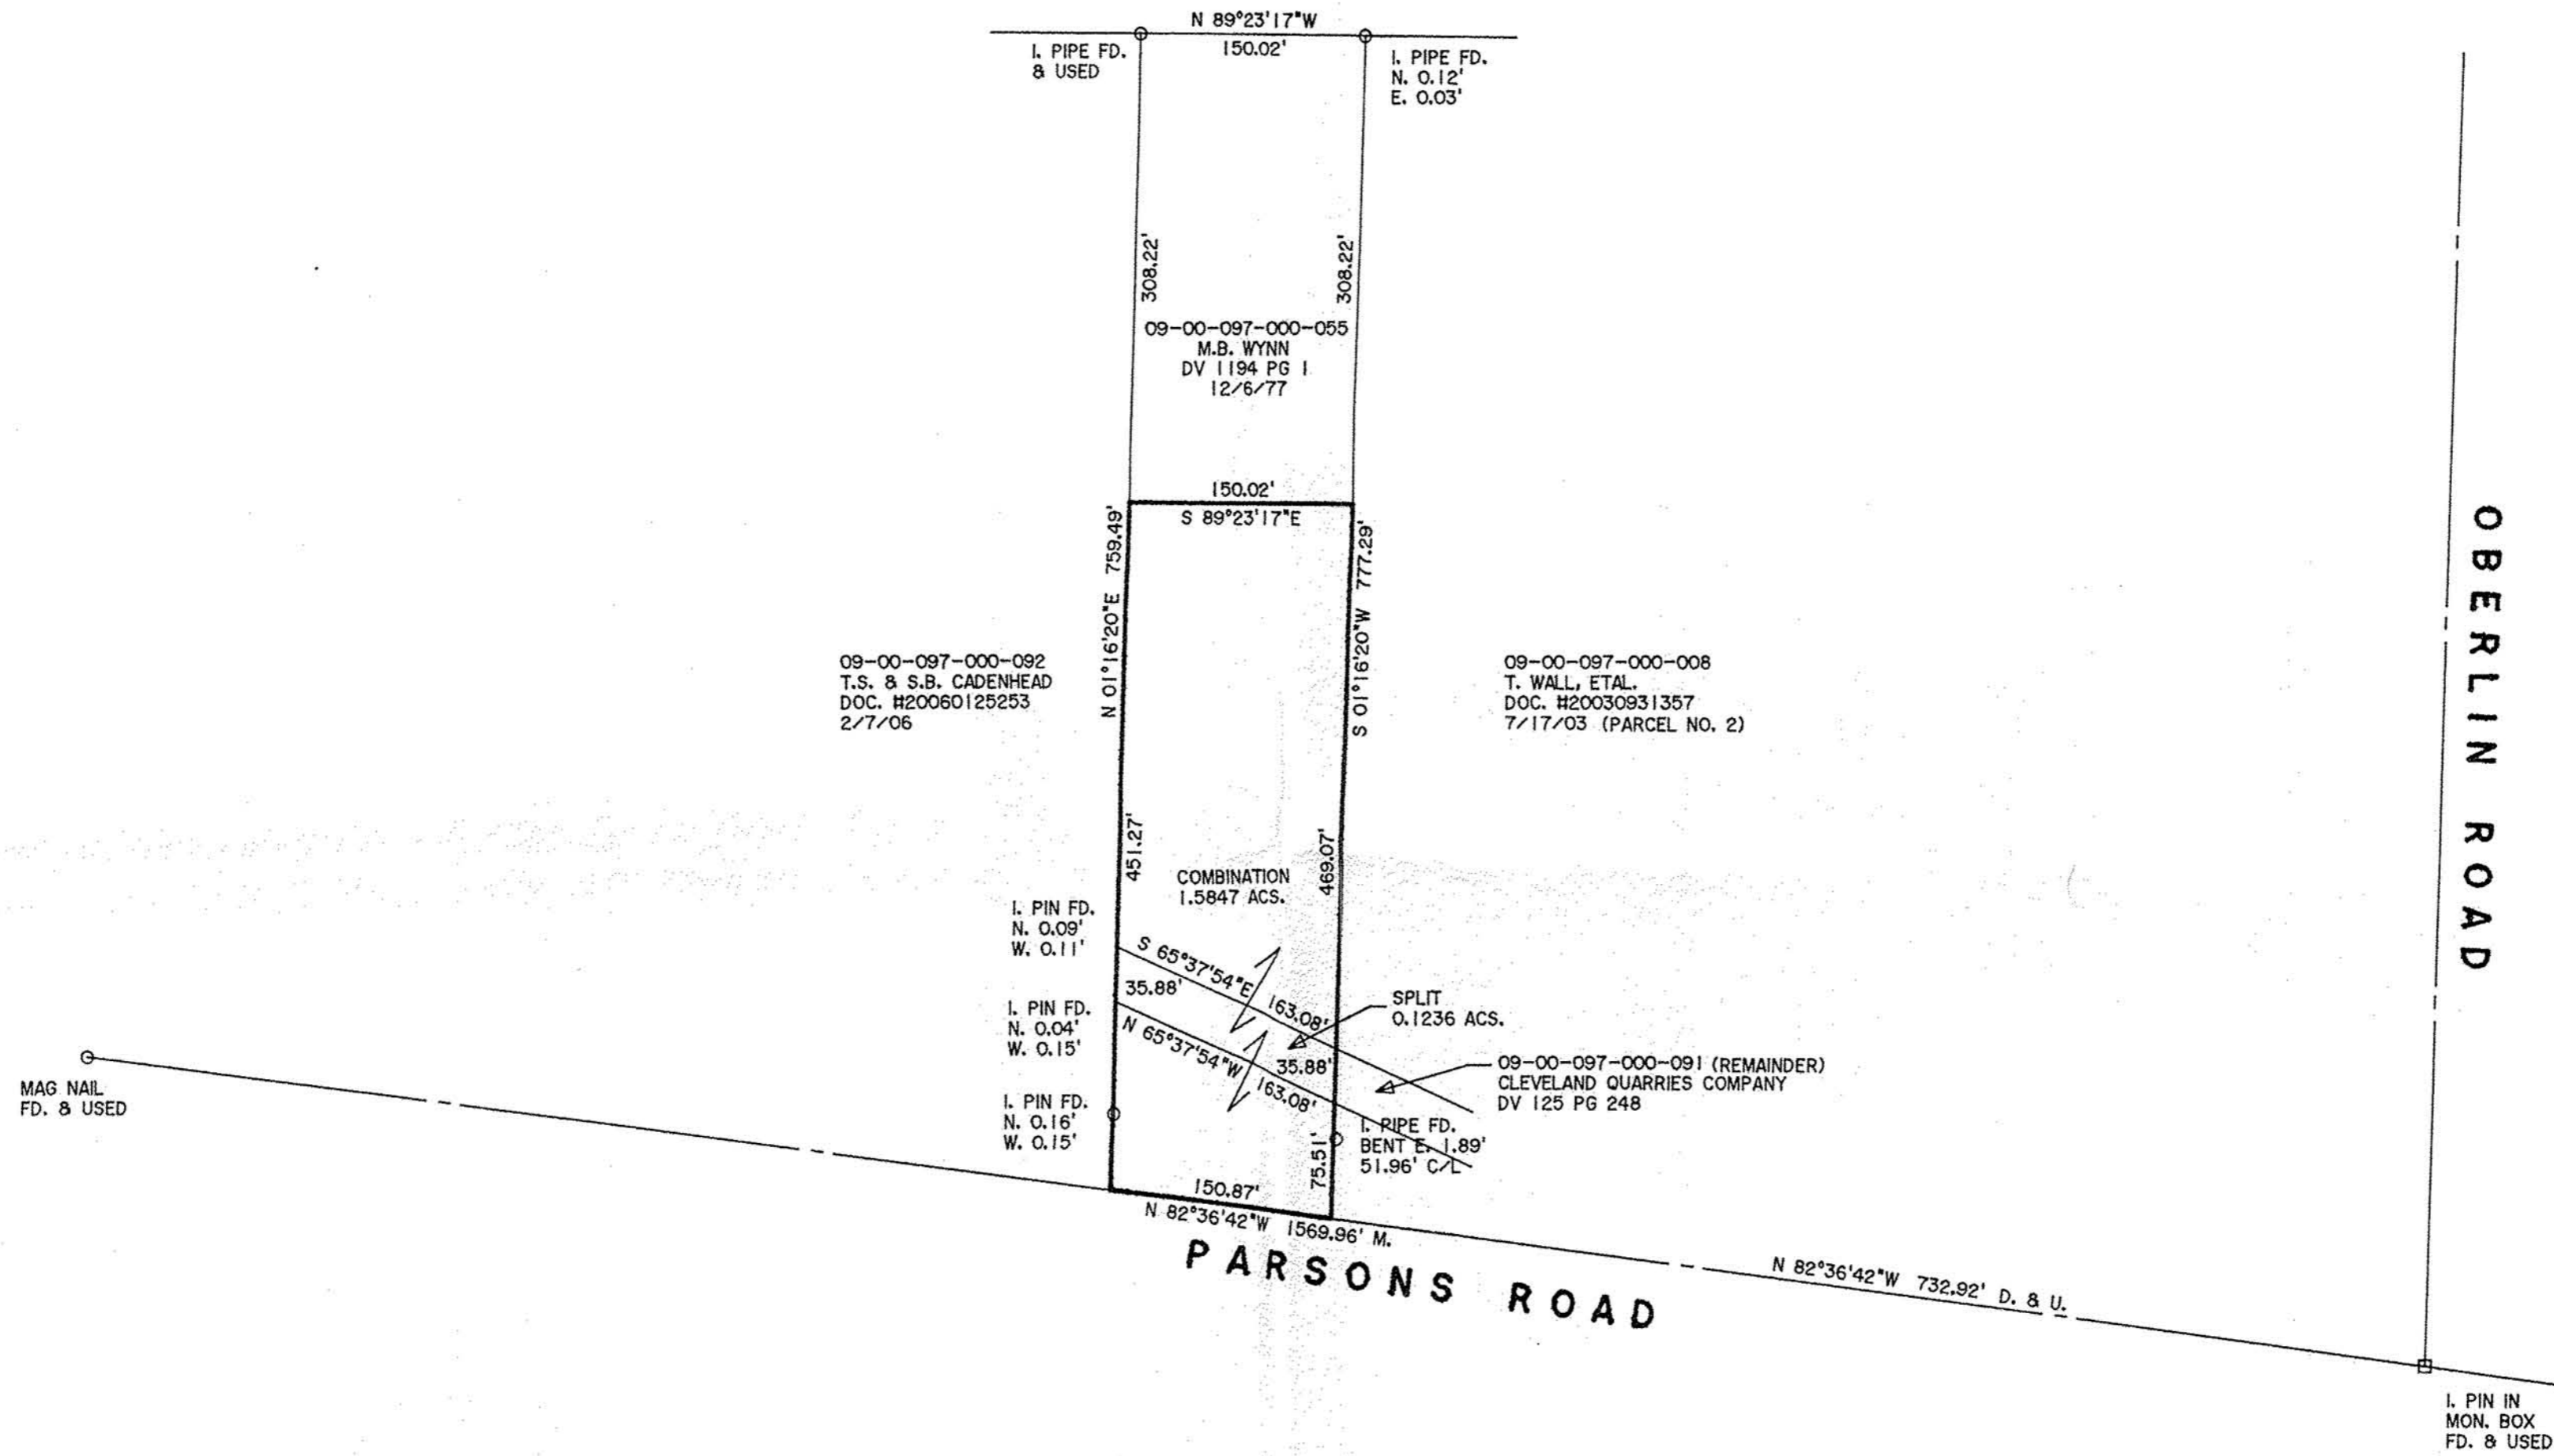 N 89°23'17"W
150.02'
I. PIPE FD.
& USED
I. PIPE FD.
N. 0.12'
E. 0.03'
308.22'
308.22'
09-00-097-000-055
M.B. WYNN
DV 1194 PG 1
12/6/77
150.02'
S 89°23'17"E
N 01°16'20"E 759.49'
S 01°16'20"W 777.29'
09-00-097-000-092
T.S. & S.B. CADENHEAD
DOC. #20060125253
2/7/06
09-00-097-000-008
T. WALL, ETAL.
DOC. #20030931357
7/17/03 (PARCEL NO. 2)
OBERLIN ROAD
451.27'
469.07'
COMBINATION
1.5847 ACS.
I. PIN FD.
N. 0.09'
W. 0.11'
S 65°37'54"E 163.08'
35.88'
SPLIT
0.1236 ACS.
I. PIN FD.
N. 0.04'
W. 0.15'
N 65°37'54"W 163.08'
35.88'
09-00-097-000-091 (REMAINDER)
CLEVELAND QUARRIES COMPANY
DV 125 PG 248
MAG NAIL
FD. & USED
I. PIN FD.
N. 0.16'
W. 0.15'
75.51'
I. PIPE FD.
BENT E. 1.89'
51.96' C/L
150.87'
N 82°36'42"W 1569.96' M.
PARSONS ROAD
N 82°36'42"W 732.92' D. & U.
I. PIN IN
MON. BOX
FD. & USED